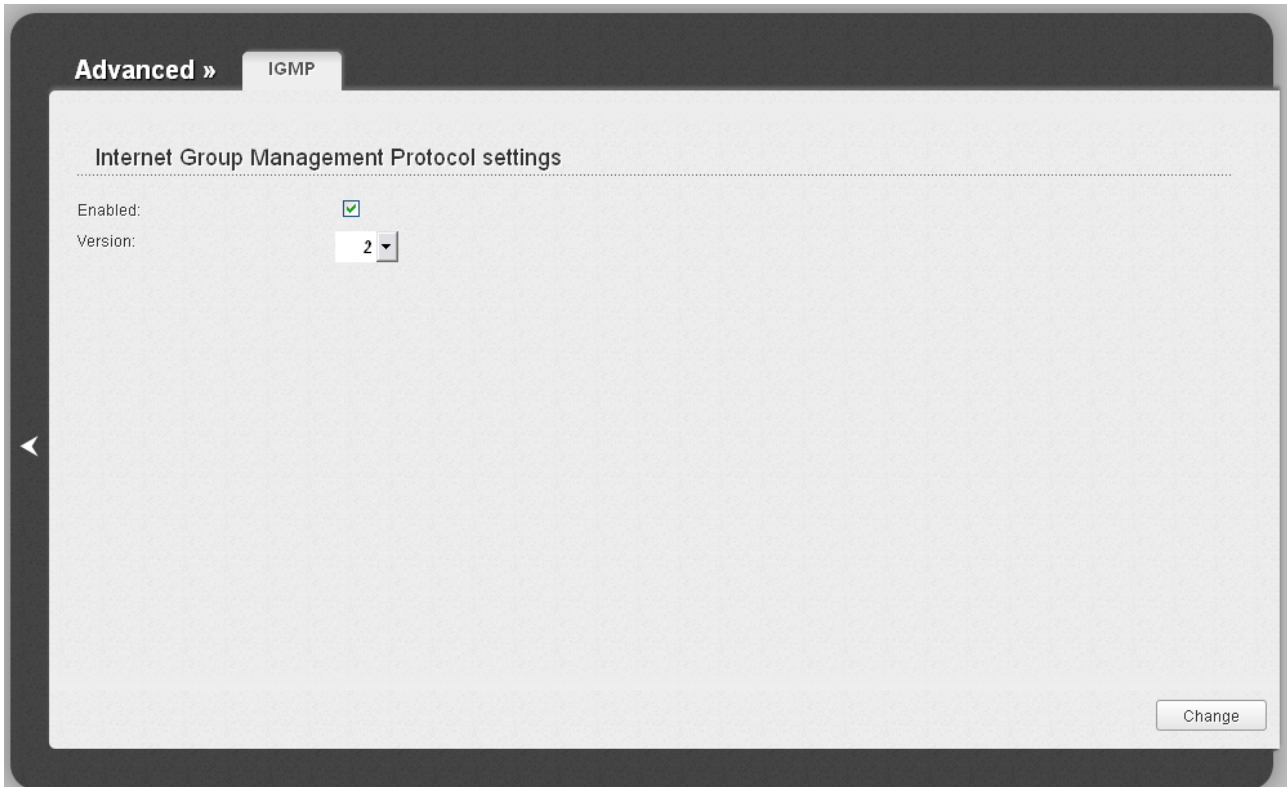 Advanced »
IGMP
Internet Group Management Protocol settings
Enabled:
Version:
2
Change